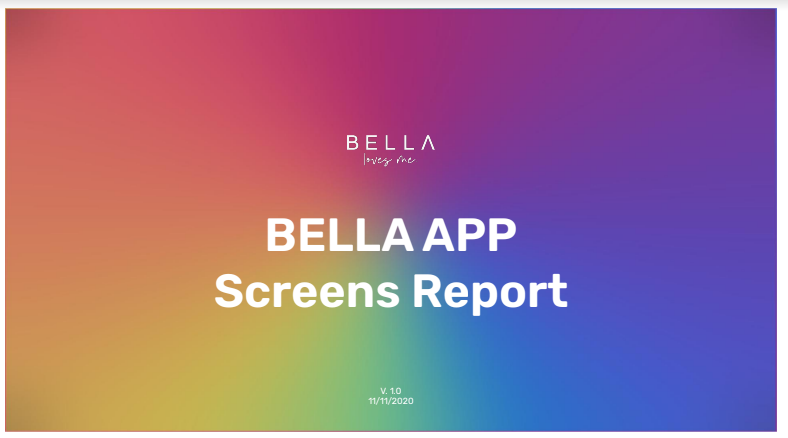 BELLA
loves me
BELLA APP
Screens Report
V. 1.0
11/11/2020